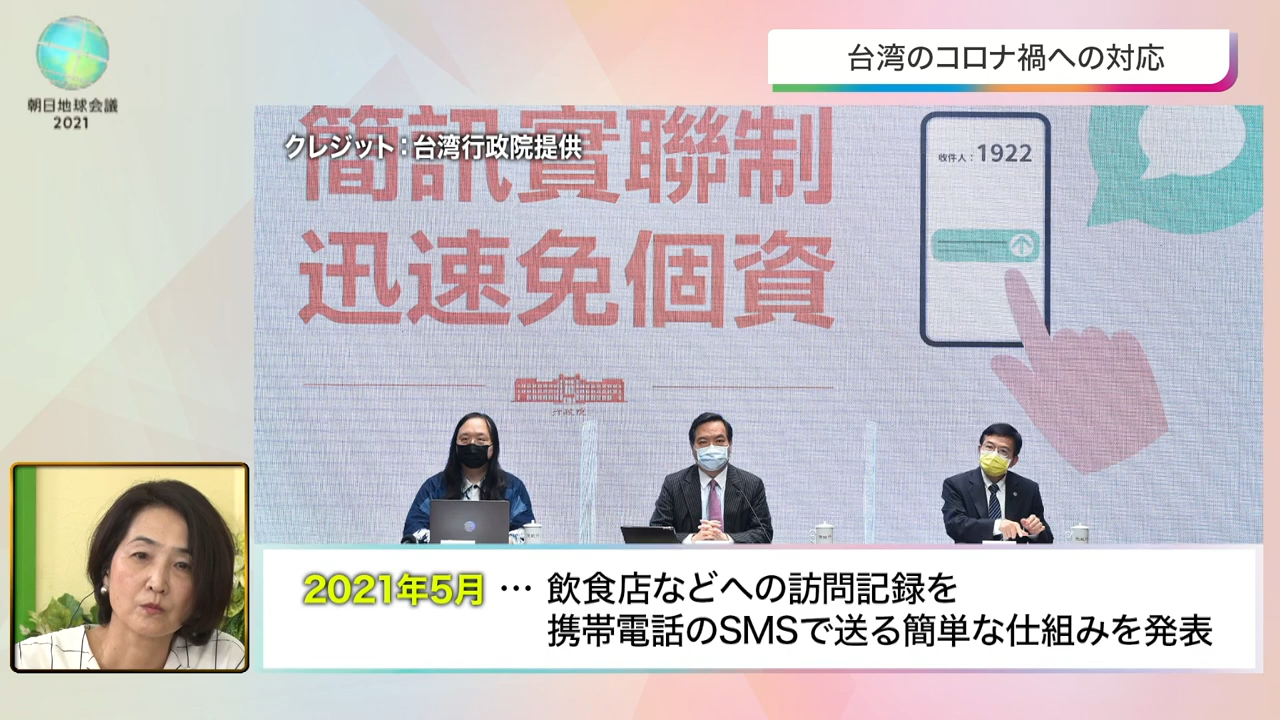 朝日地球会議
2021
台湾のコロナ禍への対応
簡訊實聯制
クレジット：台湾行政院提供
迅速免個資
收件人：1922
行政院
2021年5月 … 飲食店などへの訪問記録を
携帯電話のSMSで送る簡単な仕組みを発表